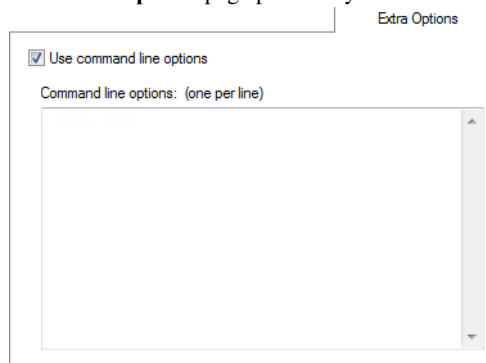 Extra Options
Use command line options
Command line options: (one per line)